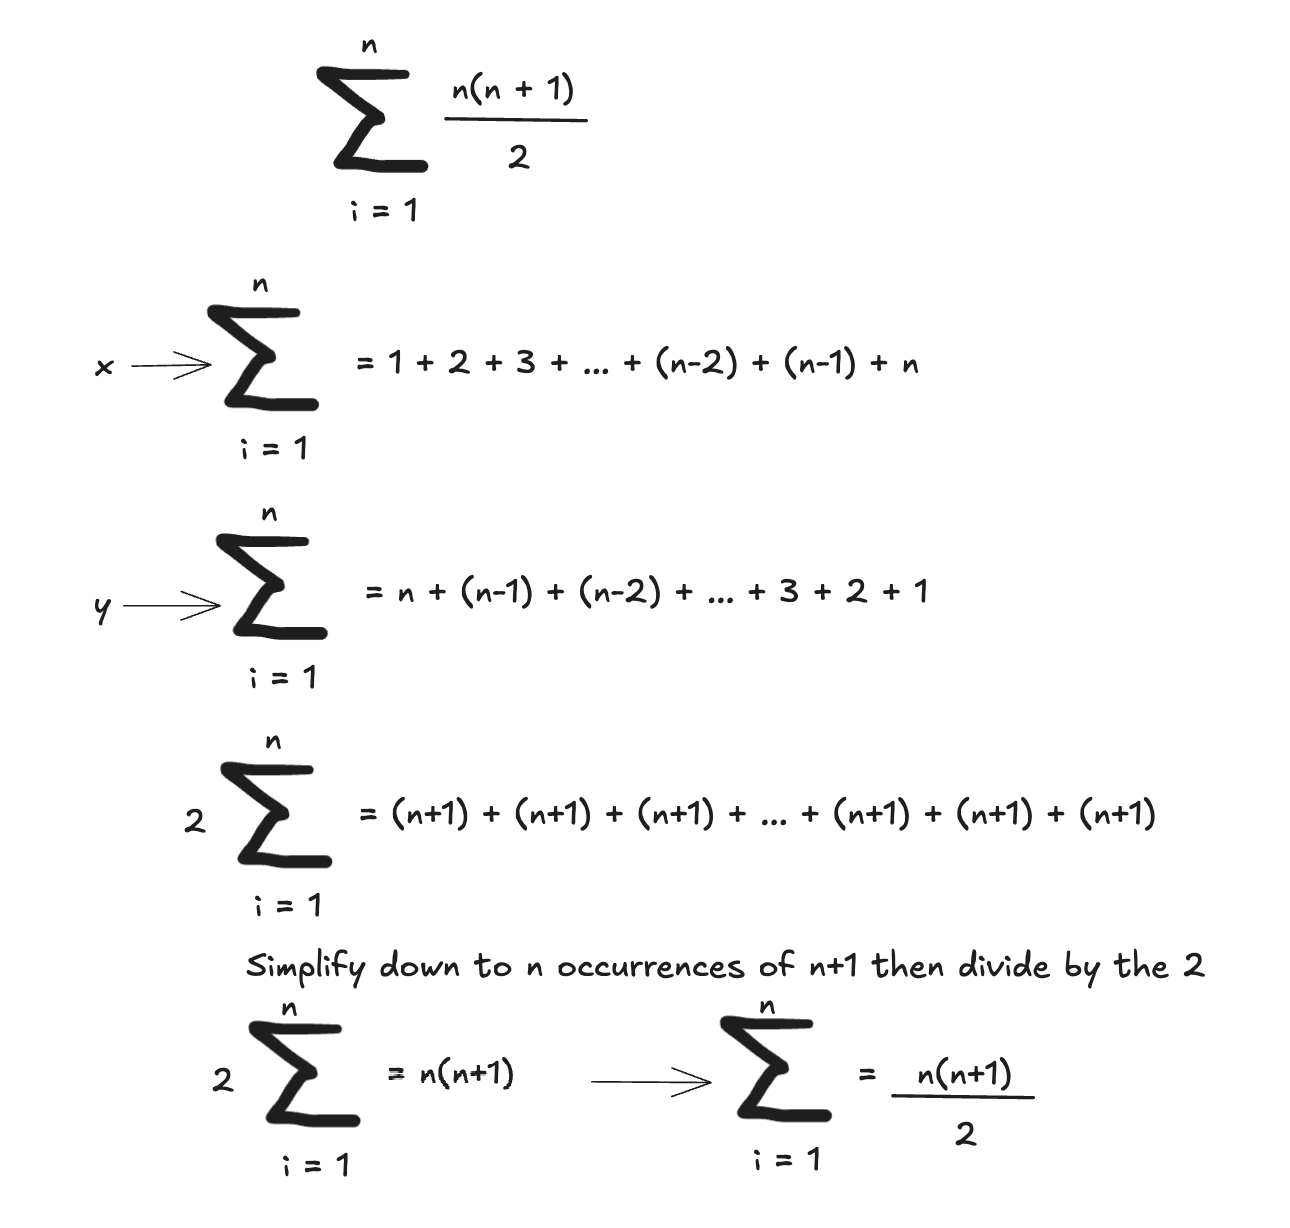 n
∑ n(n + 1)
2
i = 1
n
x → ∑ = 1 + 2 + 3 + ... + (n-2) + (n-1) + n
i = 1
n
y → ∑ = n + (n-1) + (n-2) + ... + 3 + 2 + 1
i = 1
n
2 ∑ = (n+1) + (n+1) + (n+1) + ... + (n+1) + (n+1) + (n+1)
i = 1
Simplify down to n occurrences of n+1 then divide by the 2
n n
2 ∑ = n(n+1) → ∑ = n(n+1)
2
i = 1 i = 1